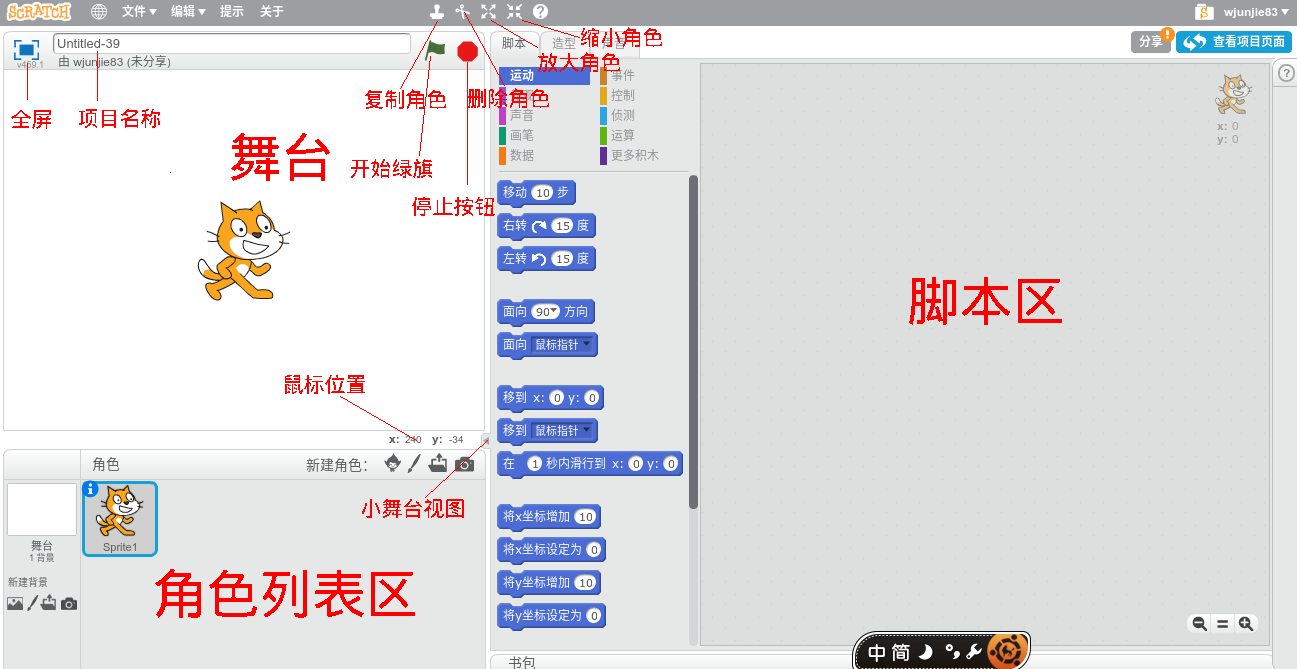 SCRATCH
文件 编辑 提示 关于
wjunjie83
Untitled-39
v459.1
由 wjunjie83 (未分享)
脚本
造型
分享
查看项目页面
缩小角色
放大角色
复制角色
删除角色
全屏
项目名称
舞台
开始绿旗
停止按钮
运动
事件
控制
声音
侦测
画笔
运算
数据
更多积木
x: 0
y: 0
移动 10 步
右转 15 度
左转 15 度
面向 90 方向
面向 鼠标指针
移到 x: 0 y: 0
移到 鼠标指针
在 1 秒内滑行到 x: 0 y: 0
将x坐标增加 10
将x坐标设定为 0
将y坐标增加 10
将y坐标设定为 0
脚本区
鼠标位置
x: 240 y: -34
角色
新建角色:
小舞台视图
Sprite1
舞台
1 背景
新建背景
角色列表区
书包
中 简